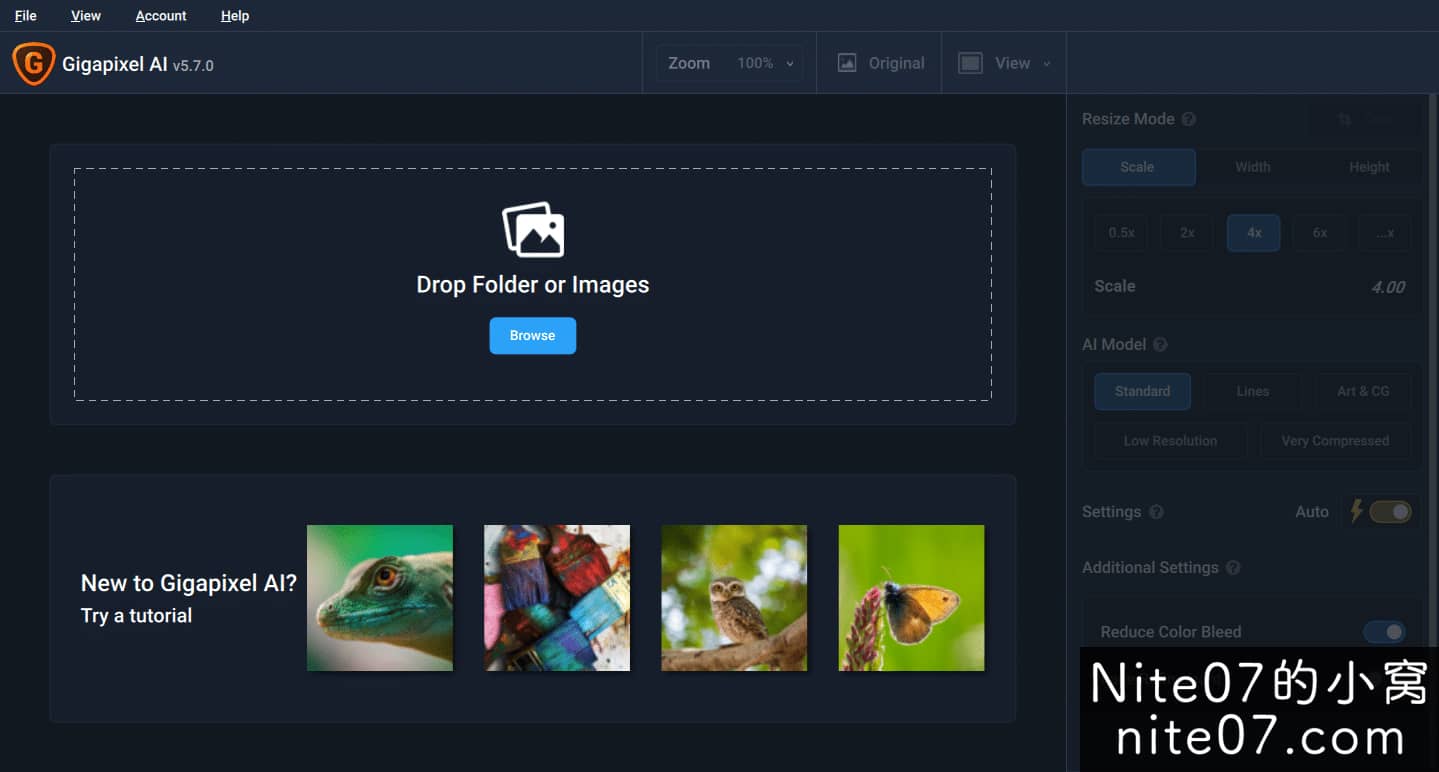 File View Account Help
G Gigapixel AI v5.7.0
Zoom 100% Original View
Drop Folder or Images
Browse
New to Gigapixel AI?
Try a tutorial
Resize Mode ?
Scale Width Height
0.5x 2x 4x 6x ...x
Scale 4.00
AI Model ?
Standard Lines Art & CG
Low Resolution Very Compressed
Settings ? Auto
Additional Settings ?
Reduce Color Bleed
Nite07的小窝
nite07.com